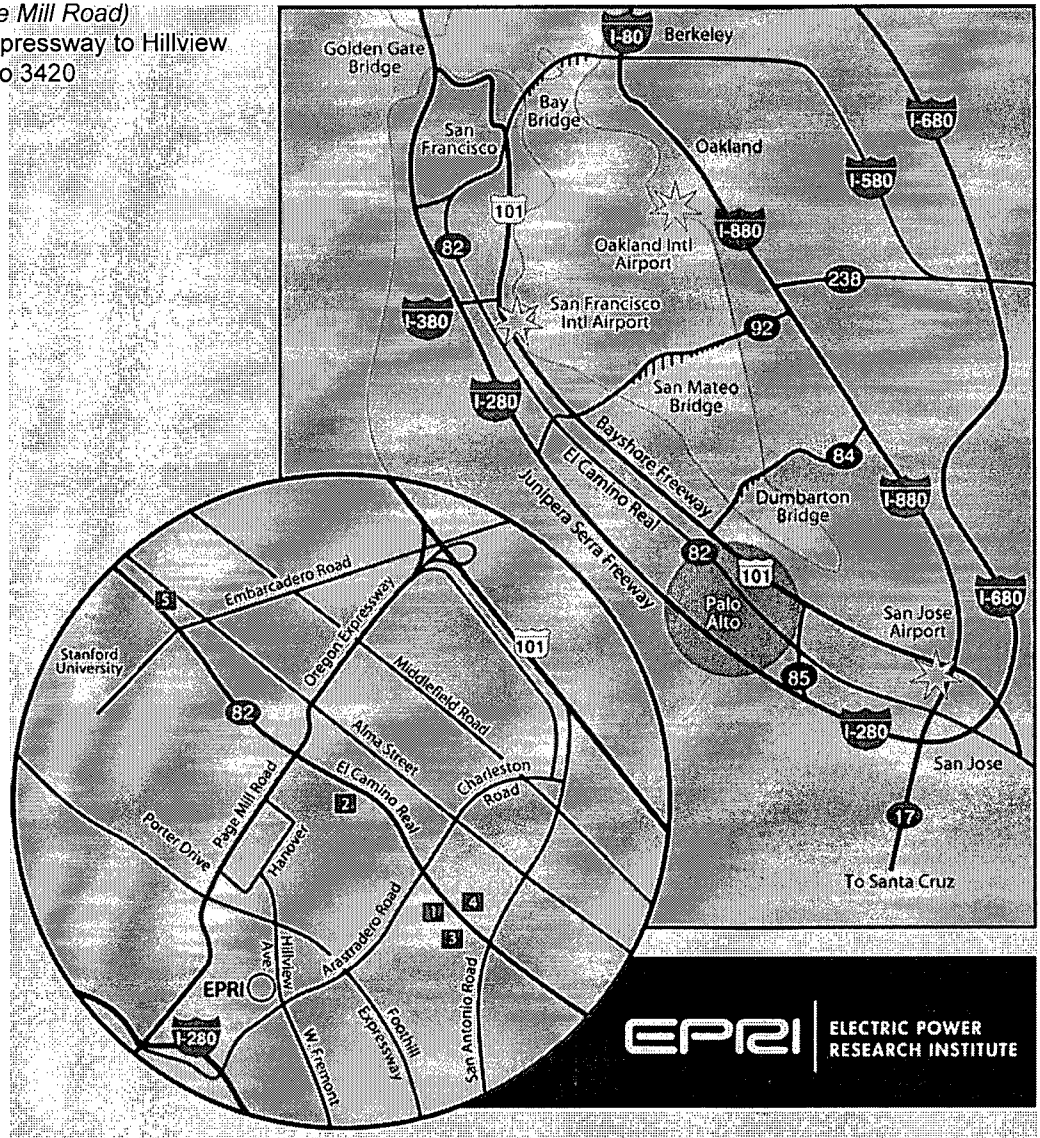 e Mill Road)
pressway to Hillview
o 3420
Golden Gate
Bridge
I-80
Berkeley
Bay
Bridge
San
Francisco
Oakland
I-680
I-580
101
82
I-880
Oakland Intl
Airport
238
I-380
San Francisco
Intl Airport
92
I-280
San Mateo
Bridge
Bayshore Freeway
El Camino Real
Junipera Serra Freeway
84
I-880
Dumbarton
Bridge
82
101
Palo
Alto
I-680
San Jose
Airport
85
I-280
San Jose
17
To Santa Cruz
Embarcadero Road
5
Stanford
University
Oregon Expressway
101
Middlefield Road
82
Alma Street
El Camino Real
Charleston
Road
2
Page Mill Road
Porter Drive
Hanover
Arastradero Road
1
4
3
Hillview
Ave.
EPRI
San Antonio Road
Foothill
Expressway
W. Fremont
I-280
EPRI
ELECTRIC POWER
RESEARCH INSTITUTE